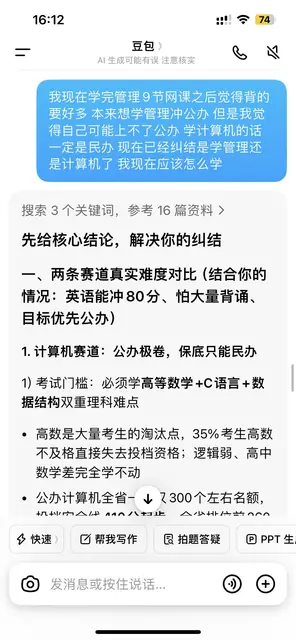 16:12
74
豆包
AI 生成可能有误 注意核实
我现在学完管理9节网课之后觉得背的
要好多 本来想学管理冲公办 但是我觉
得自己可能上不了公办 学计算机的话
一定是民办 现在已经纠结是学管理还
是计算机了 我现在应该怎么学
搜索 3 个关键词，参考 16 篇资料
先给核心结论，解决你的纠结
一、两条赛道真实难度对比（结合你的
情况：英语能冲 80 分、怕大量背诵、
目标优先公办）
1. 计算机赛道：公办极卷，保底只能民办
1) 考试门槛：必须学高等数学+C语言+数
据结构双重理科难点
• 高数是大量考生的淘汰点，35%考生高数
不及格直接失去投档资格；逻辑弱、高中
数学差完全学不动
• 公办计算机全省一 仅300个左右名额，
快速
帮我写作
拍题答疑
PPT 生
发消息或按住说话...